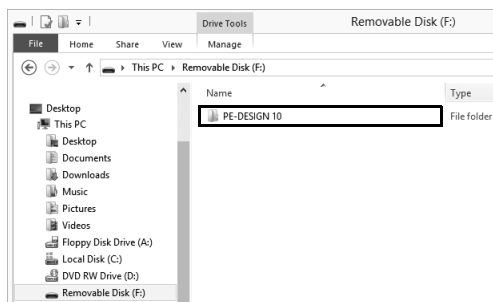 Drive Tools
Removable Disk (F:)
File
Home
Share
View
Manage
This PC
Removable Disk (F:)
Name
Type
PE-DESIGN 10
File folder
Desktop
This PC
Desktop
Documents
Downloads
Music
Pictures
Videos
Floppy Disk Drive (A:)
Local Disk (C:)
DVD RW Drive (D:)
Removable Disk (F:)